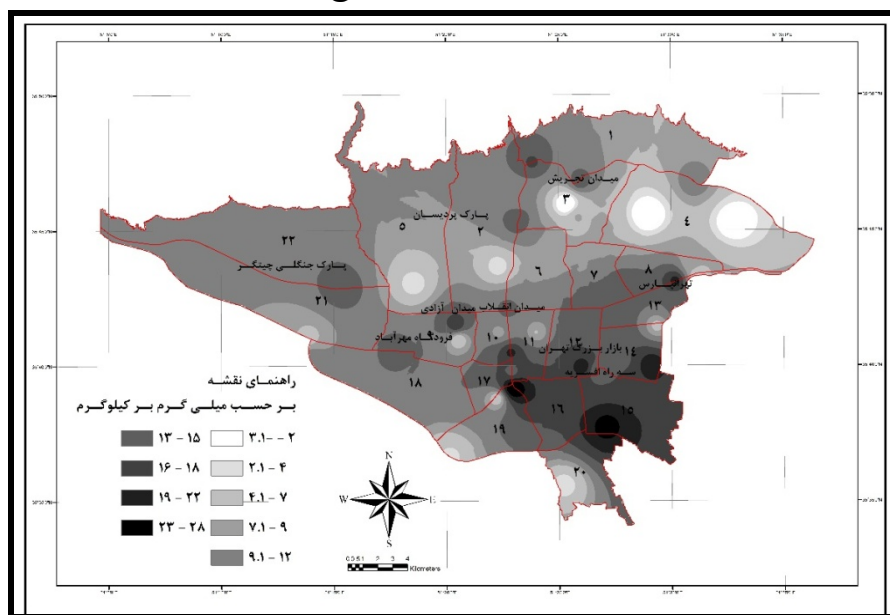 ۱
میدان تجریش
۳
۴
پارک پردیسان
۵
۲
۲۲
۶
۷
۸
پارک جنگلی چیتگر
تهرانپارس
۲۱
۱۳
میدان انقلاب
میدان آزادی
۹
فرودگاه مهرآباد
۱۰
۱۱
۱۲
بازار بزرگ تهران
۱۴
سه راه افسریه
۱۸
۱۷
۱۶
۱۵
۱۹
۲۰
راهنمای نقشه
بر حسب میلی گرم بر کیلوگرم
۱۳ - ۱۵
۳.۱ - -۲
۱۶ - ۱۸
۲.۱ - ۴
۱۹ - ۲۲
۴.۱ - ۷
۲۳ - ۲۸
۷.۱ - ۹
۹.۱ - ۱۲
N
W
E
S
Kilometers